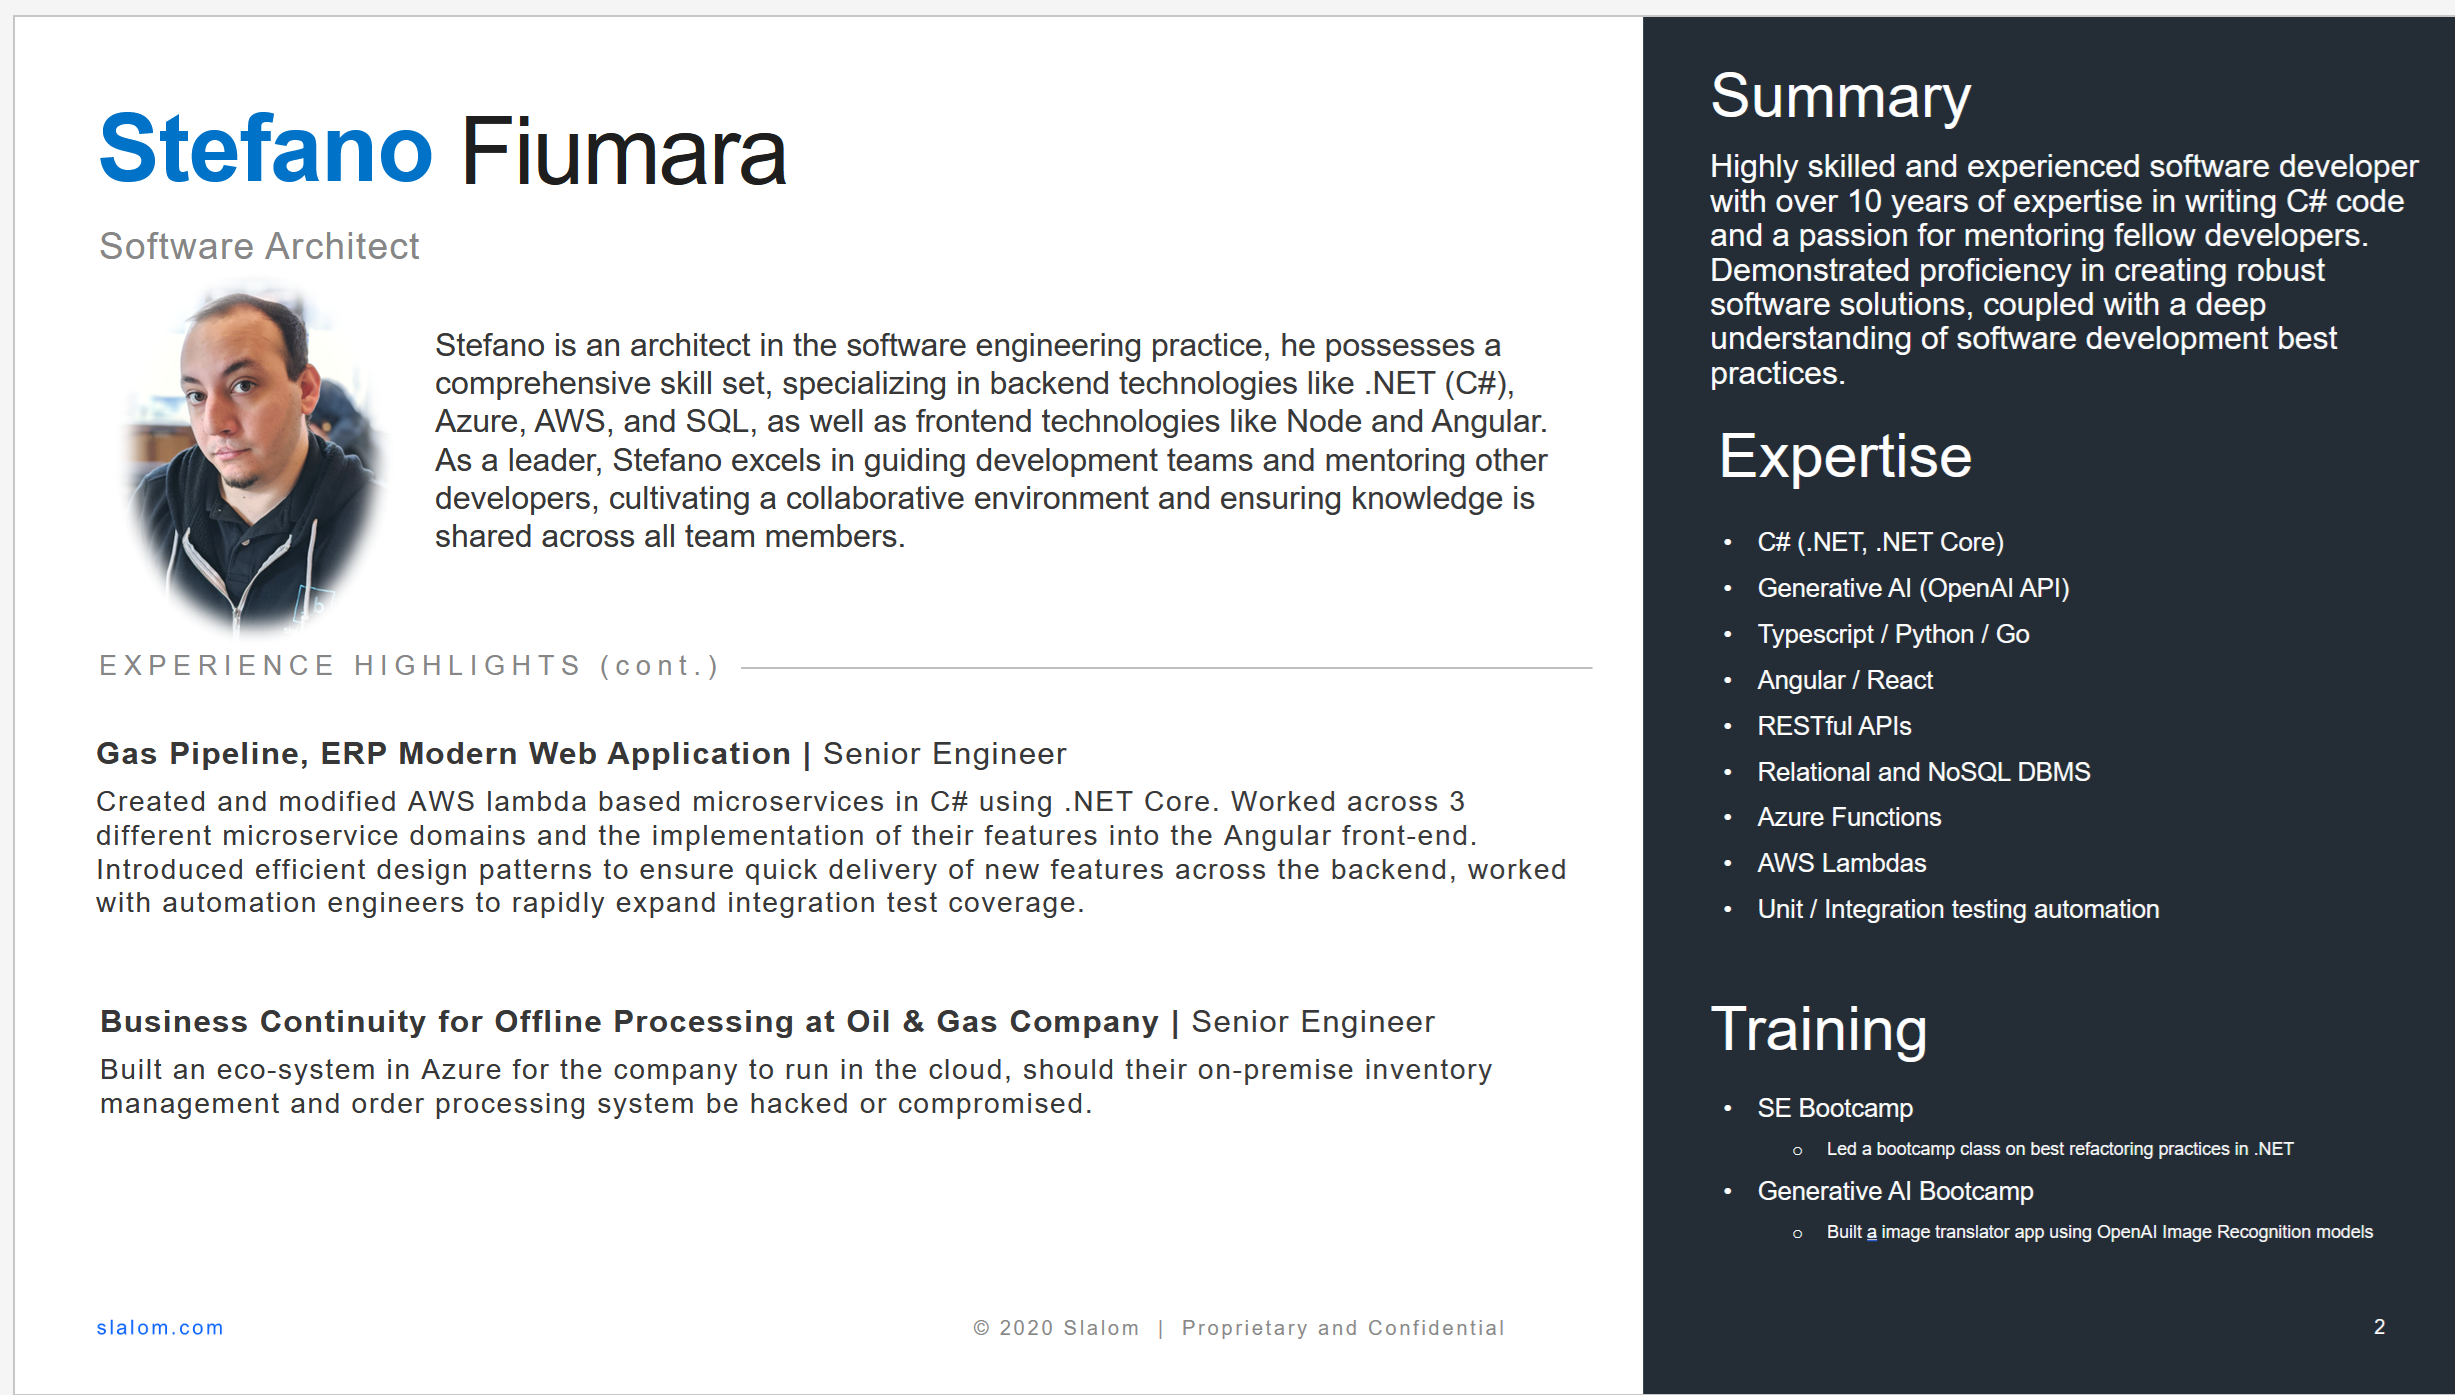 Stefano Fiumara
Software Architect
Stefano is an architect in the software engineering practice, he possesses a
comprehensive skill set, specializing in backend technologies like .NET (C#),
Azure, AWS, and SQL, as well as frontend technologies like Node and Angular.
As a leader, Stefano excels in guiding development teams and mentoring other
developers, cultivating a collaborative environment and ensuring knowledge is
shared across all team members.
EXPERIENCE HIGHLIGHTS (cont.)
Gas Pipeline, ERP Modern Web Application | Senior Engineer
Created and modified AWS lambda based microservices in C# using .NET Core. Worked across 3
different microservice domains and the implementation of their features into the Angular front-end.
Introduced efficient design patterns to ensure quick delivery of new features across the backend, worked
with automation engineers to rapidly expand integration test coverage.
Business Continuity for Offline Processing at Oil & Gas Company | Senior Engineer
Built an eco-system in Azure for the company to run in the cloud, should their on-premise inventory
management and order processing system be hacked or compromised.
slalom.com
© 2020 Slalom | Proprietary and Confidential
Summary
Highly skilled and experienced software developer
with over 10 years of expertise in writing C# code
and a passion for mentoring fellow developers.
Demonstrated proficiency in creating robust
software solutions, coupled with a deep
understanding of software development best
practices.
Expertise
• C# (.NET, .NET Core)
• Generative AI (OpenAI API)
• Typescript / Python / Go
• Angular / React
• RESTful APIs
• Relational and NoSQL DBMS
• Azure Functions
• AWS Lambdas
• Unit / Integration testing automation
Training
• SE Bootcamp
○ Led a bootcamp class on best refactoring practices in .NET
• Generative AI Bootcamp
○ Built a image translator app using OpenAI Image Recognition models
2